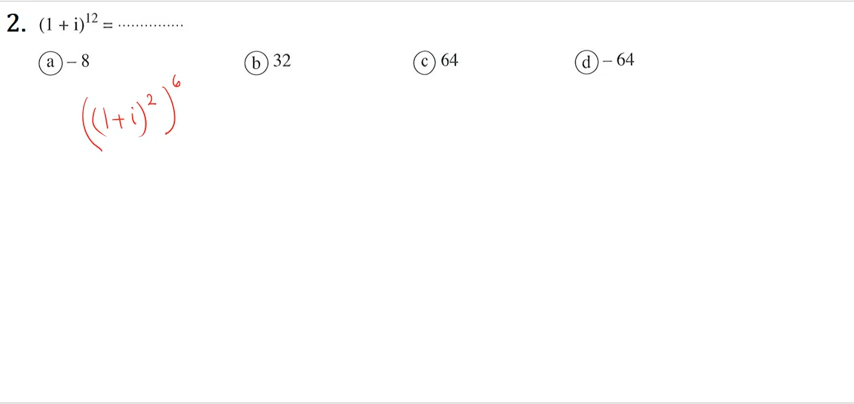 2. (1 + i)¹² = ...............
ⓐ – 8 ⓑ 32 ⓒ 64 ⓓ – 64
((1+i)²)⁶